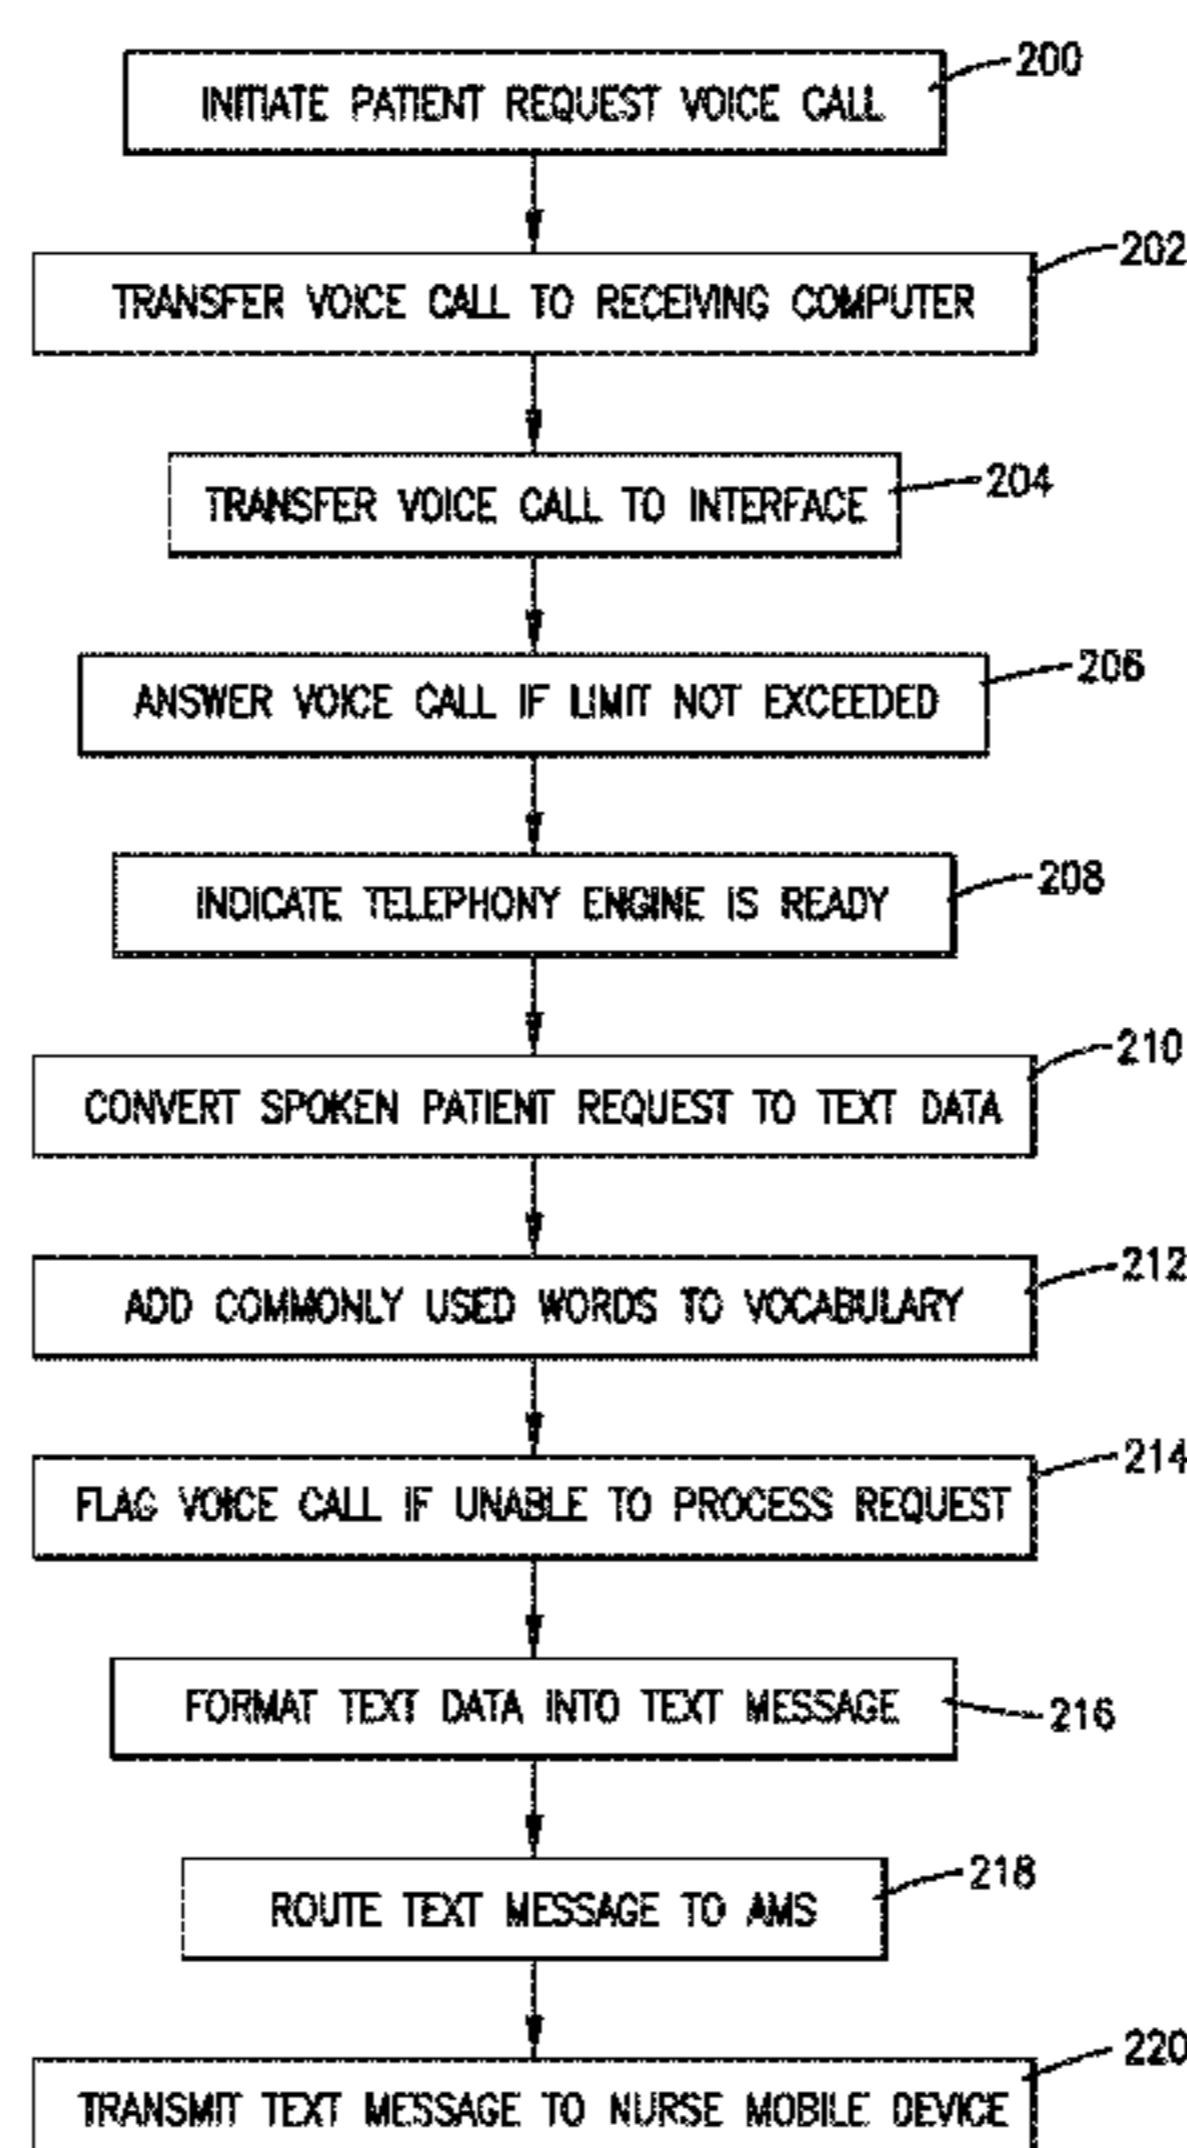 INITIATE PATIENT REQUEST VOICE CALL
200
TRANSFER VOICE CALL TO RECEIVING COMPUTER
202
TRANSFER VOICE CALL TO INTERFACE
204
ANSWER VOICE CALL IF LIMIT NOT EXCEEDED
206
INDICATE TELEPHONY ENGINE IS READY
208
CONVERT SPOKEN PATIENT REQUEST TO TEXT DATA
210
ADD COMMONLY USED WORDS TO VOCABULARY
212
FLAG VOICE CALL IF UNABLE TO PROCESS REQUEST
214
FORMAT TEXT DATA INTO TEXT MESSAGE
216
ROUTE TEXT MESSAGE TO AMS
218
TRANSMIT TEXT MESSAGE TO NURSE MOBILE DEVICE
220